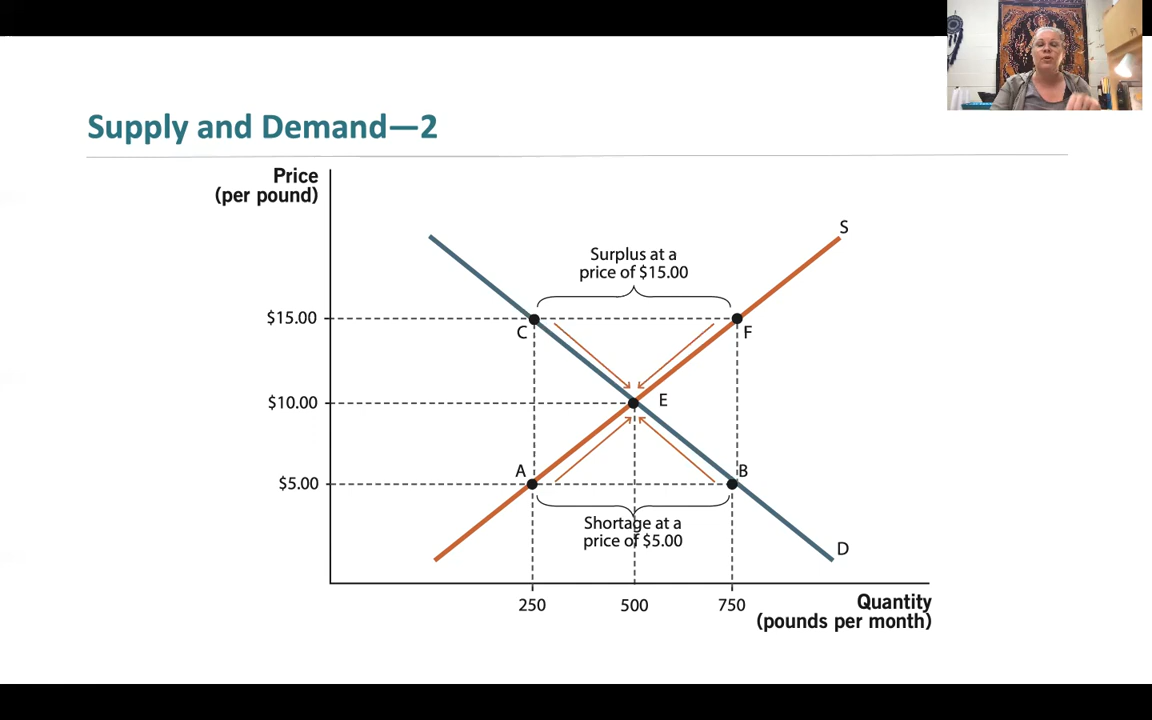 Supply and Demand—2
Price
(per pound)
S
Surplus at a
price of $15.00
$15.00
C
F
$10.00
E
A
B
$5.00
Shortage at a
price of $5.00
D
250
500
750
Quantity
(pounds per month)